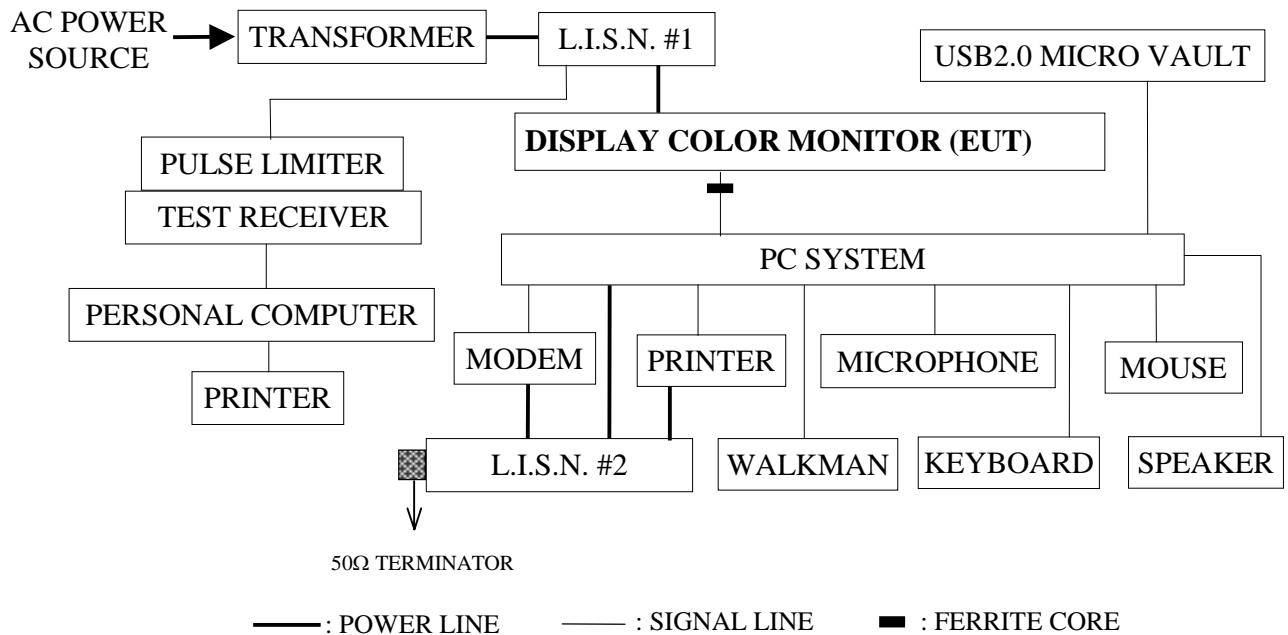 AC POWER
SOURCE
TRANSFORMER
L.I.S.N. #1
USB2.0 MICRO VAULT
DISPLAY COLOR MONITOR (EUT)
PULSE LIMITER
TEST RECEIVER
PC SYSTEM
PERSONAL COMPUTER
MODEM
PRINTER
MICROPHONE
MOUSE
PRINTER
L.I.S.N. #2
WALKMAN
KEYBOARD
SPEAKER
50Ω TERMINATOR
: POWER LINE
: SIGNAL LINE
: FERRITE CORE